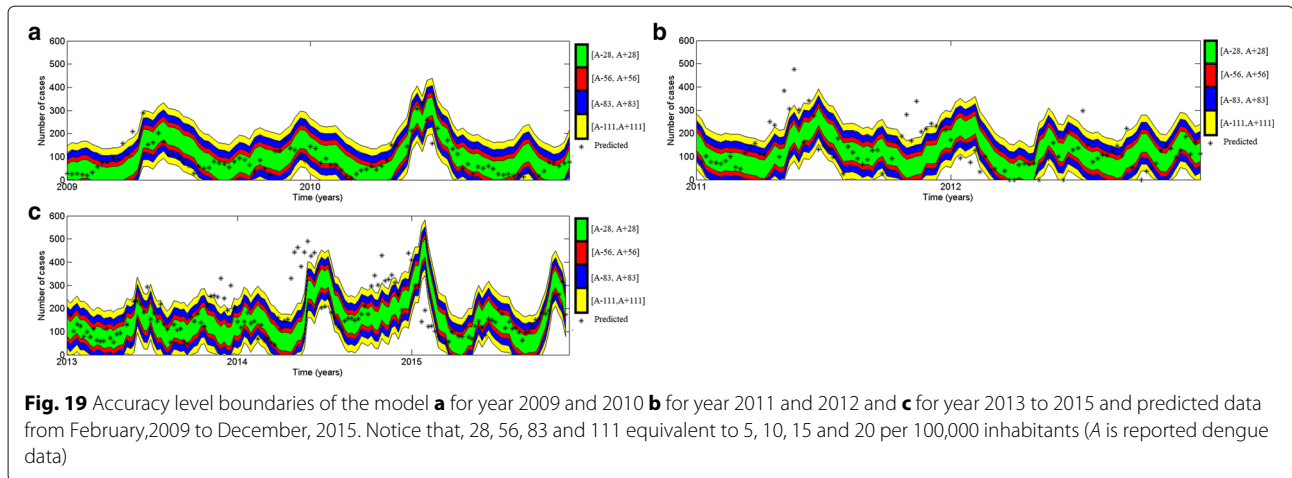 a
Number of cases
600
500
400
300
200
100
0
2009
2010
Time (years)
[A-28, A+28]
[A-56, A+56]
[A-83, A+83]
[A-111,A+111]
Predicted
b
Number of cases
600
500
400
300
200
100
0
2011
2012
Time (years)
[A-28, A+28]
[A-56, A+56]
[A-83, A+83]
[A-111,A+111]
Predicted
c
Number of cases
600
500
400
300
200
100
0
2013
2014
2015
Time (years)
[A-28, A+28]
[A-56, A+56]
[A-83, A+83]
[A-111,A+111]
Predicted
Fig. 19 Accuracy level boundaries of the model a for year 2009 and 2010 b for year 2011 and 2012 and c for year 2013 to 2015 and predicted data
from February,2009 to December, 2015. Notice that, 28, 56, 83 and 111 equivalent to 5, 10, 15 and 20 per 100,000 inhabitants (A is reported dengue
data)